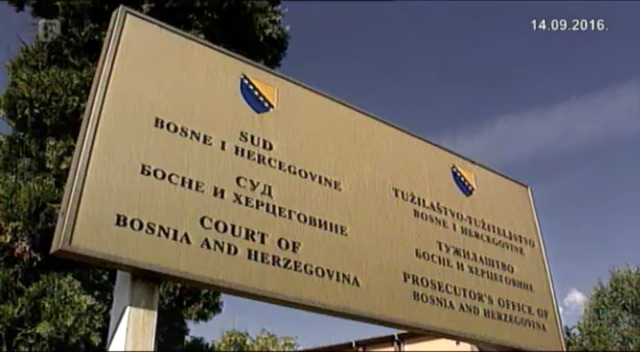 14.09.2016.
SUD
BOSNE I HERCEGOVINE
СУД
БОСНЕ И ХЕРЦЕГОВИНЕ
COURT OF
BOSNIA AND HERZEGOVINA
TUŽILAŠTVO-TUŽITELJSTVO
BOSNE I HERCEGOVINE
ТУЖИЛАШТВО
БОСНЕ И ХЕРЦЕГОВИНЕ
PROSECUTOR'S OFFICE OF
BOSNIA AND HERZEGOVINA